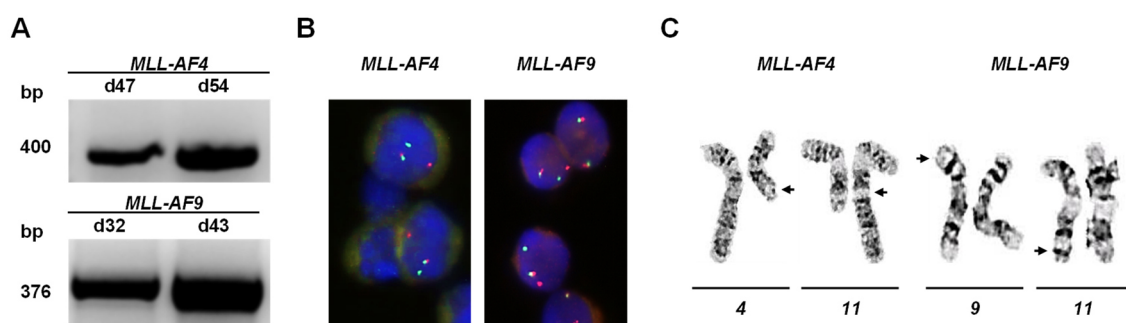 A
MLL-AF4
bp
d47
d54
400
MLL-AF9
bp
d32
d43
376
B
MLL-AF4
MLL-AF9
C
MLL-AF4
MLL-AF9
4
11
9
11